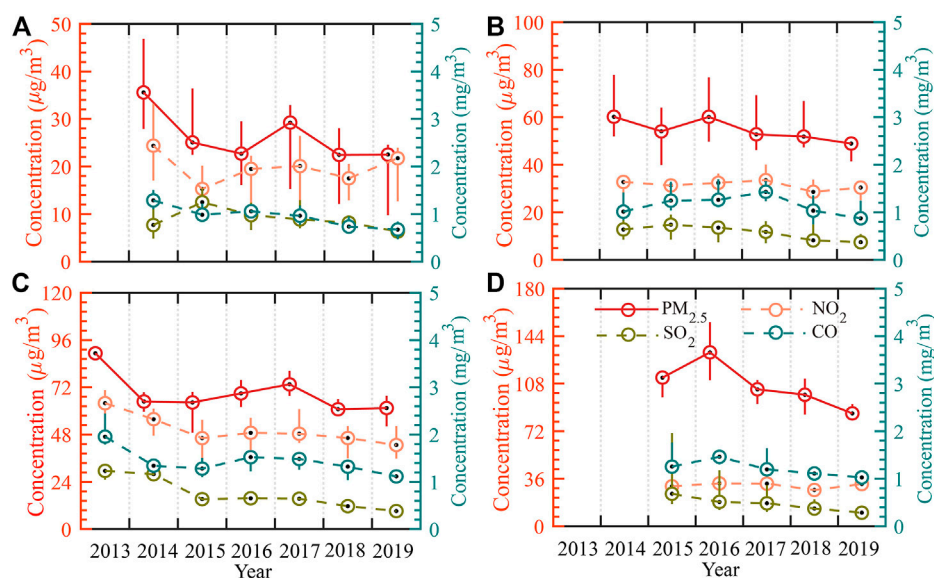 A
Concentration (μg/m³)
50
40
30
20
10
0
5
4
3
2
1
0
Concentration (mg/m³)
B
Concentration (μg/m³)
100
80
60
40
20
0
5
4
3
2
1
0
Concentration (mg/m³)
C
Concentration (μg/m³)
120
96
72
48
24
0
5
4
3
2
1
0
Concentration (mg/m³)
2013 2014 2015 2016 2017 2018 2019
Year
D
Concentration (μg/m³)
180
144
108
72
36
0
PM2.5 NO2
SO2 CO
5
4
3
2
1
0
Concentration (mg/m³)
2013 2014 2015 2016 2017 2018 2019
Year